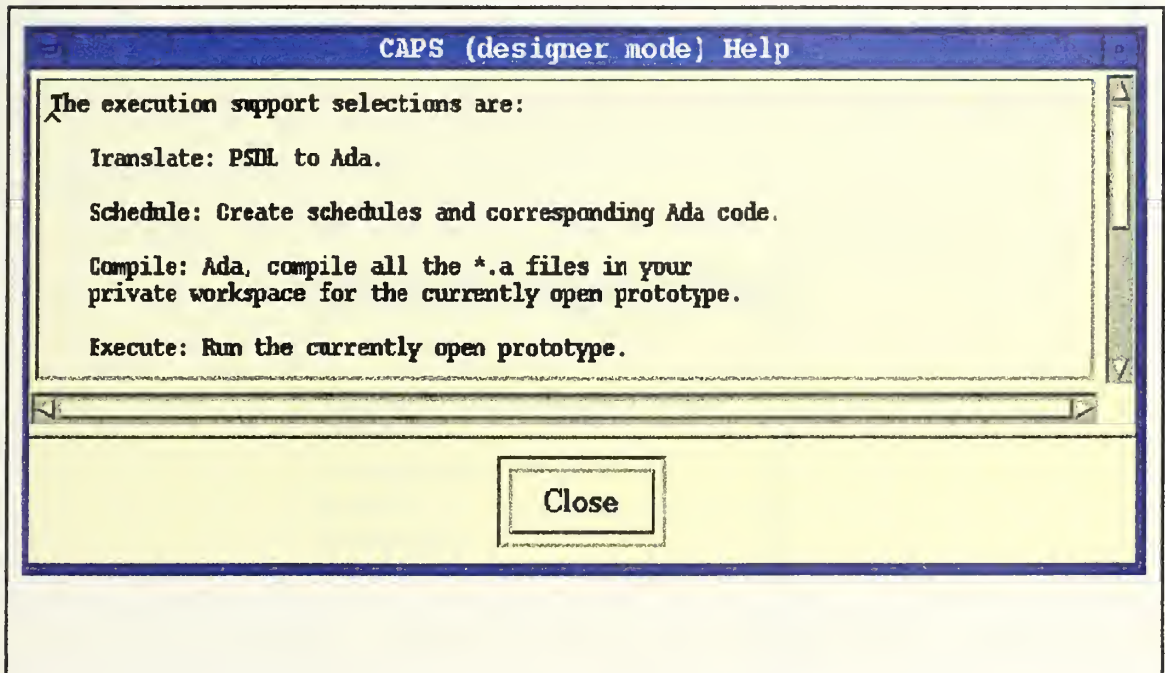 CAPS (designer mode) Help
The execution support selections are:
Translate: PSDL to Ada.
Schedule: Create schedules and corresponding Ada code.
Compile: Ada, compile all the *.a files in your
private workspace for the currently open prototype.
Execute: Run the currently open prototype.
Close